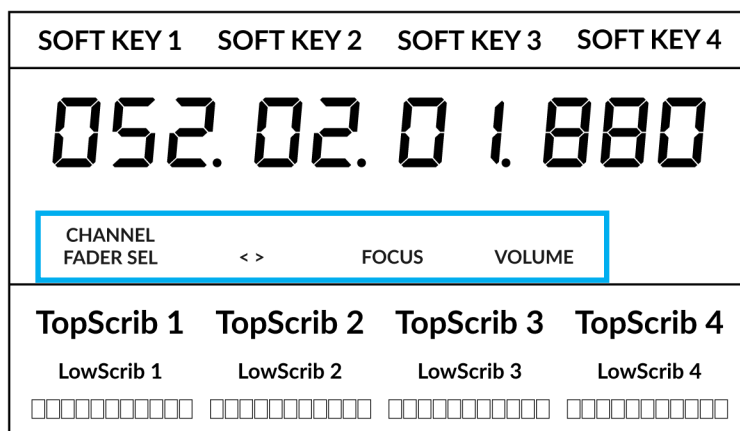 SOFT KEY 1 SOFT KEY 2 SOFT KEY 3 SOFT KEY 4
052.02.01.880
CHANNEL
FADER SEL < > FOCUS VOLUME
TopScrib 1 TopScrib 2 TopScrib 3 TopScrib 4
LowScrib 1 LowScrib 2 LowScrib 3 LowScrib 4